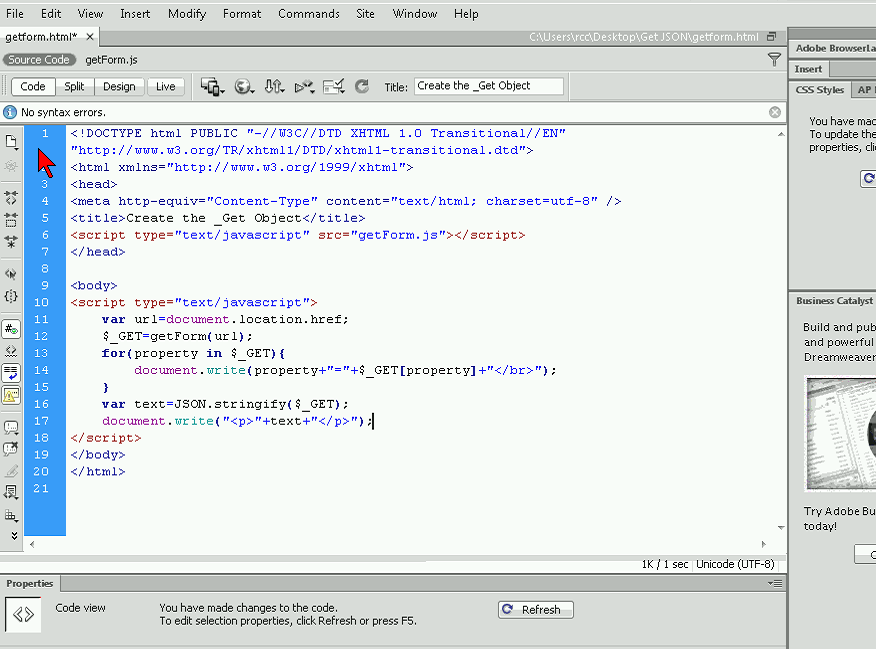 File Edit View Insert Modify Format Commands Site Window Help
getform.html* × C:\Users\rcc\Desktop\Get JSON\getform.html
Source Code getForm.js
Code Split Design Live Title: Create the _Get Object
No syntax errors.
1 <!DOCTYPE html PUBLIC "-//W3C//DTD XHTML 1.0 Transitional//EN"
"http://www.w3.org/TR/xhtml1/DTD/xhtml1-transitional.dtd">
<html xmlns="http://www.w3.org/1999/xhtml">
3 <head>
4 <meta http-equiv="Content-Type" content="text/html; charset=utf-8" />
5 <title>Create the _Get Object</title>
6 <script type="text/javascript" src="getForm.js"></script>
7 </head>
8
9 <body>
10 <script type="text/javascript">
11 var url=document.location.href;
12 $_GET=getForm(url);
13 for(property in $_GET){
14 document.write(property+"="+$_GET[property]+"</br>");
15 }
16 var text=JSON.stringify($_GET);
17 document.write("<p>"+text+"</p>");
18 </script>
19 </body>
20 </html>
21
1K / 1 sec Unicode (UTF-8)
Properties
Code view You have made changes to the code.
To edit selection properties, click Refresh or press F5.
Refresh
Adobe BrowserLa
Insert
CSS Styles AP
You have mad
To update the
properties, clic
Business Catalyst
Build and pub
and powerful
Dreamweaver
Try Adobe Bu
today!